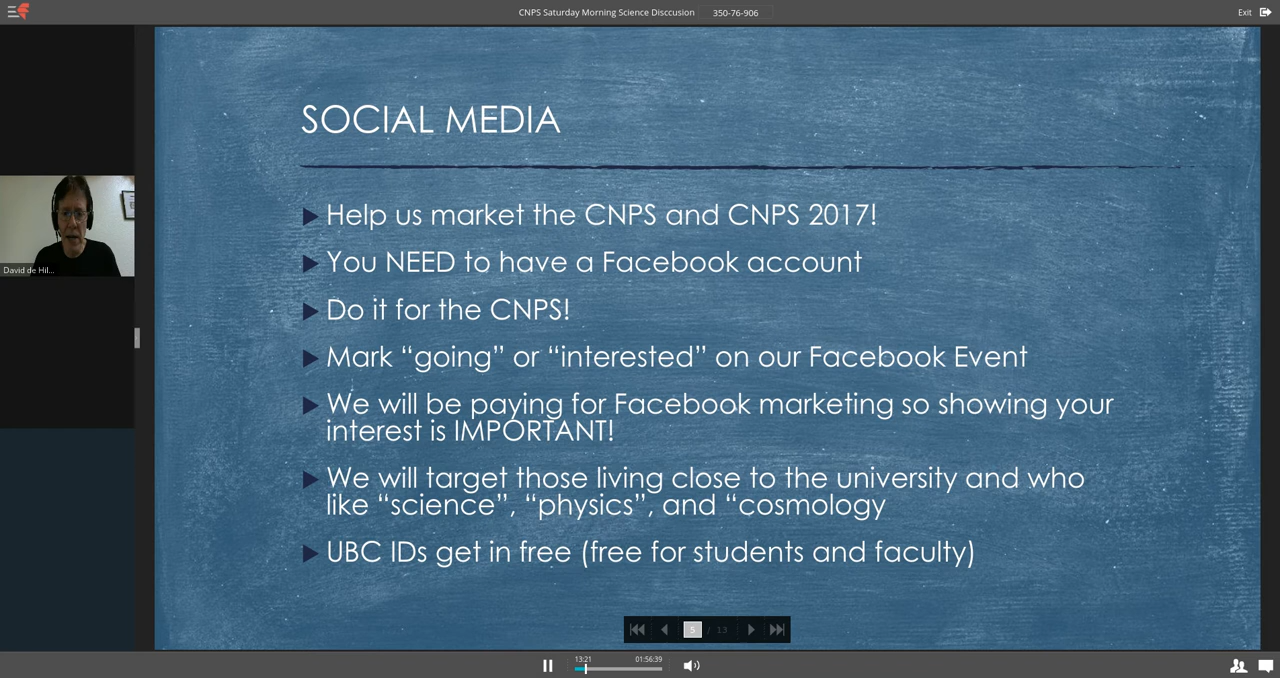 CNPS Saturday Morning Science Disccusion 350-76-906 Exit
SOCIAL MEDIA
Help us market the CNPS and CNPS 2017!
You NEED to have a Facebook account
Do it for the CNPS!
Mark “going” or “interested” on our Facebook Event
We will be paying for Facebook marketing so showing your
interest is IMPORTANT!
We will target those living close to the university and who
like “science”, “physics”, and “cosmology
UBC IDs get in free (free for students and faculty)
David de Hil...
5 / 13
13:21 01:56:39